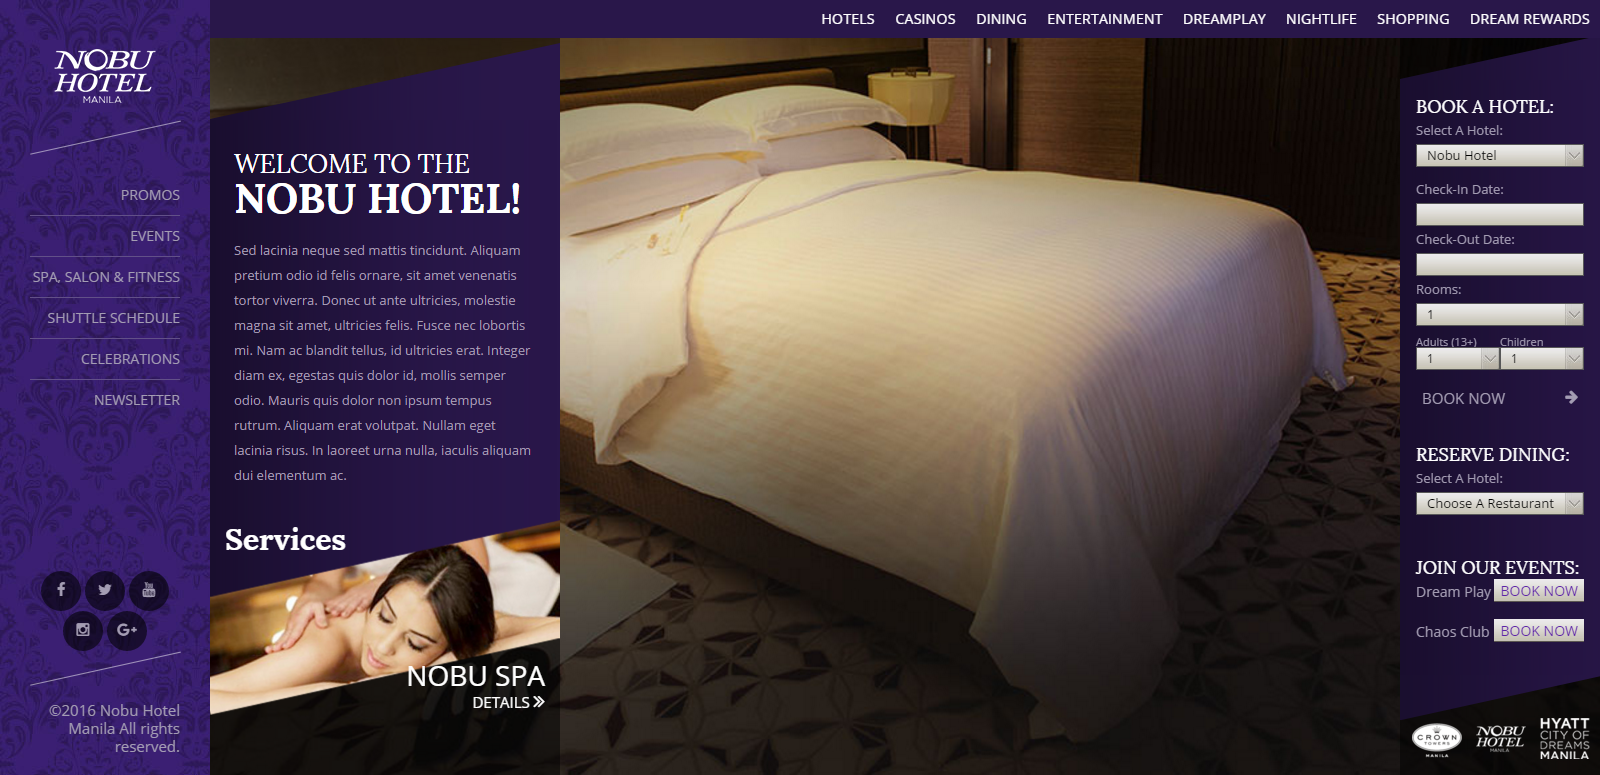 HOTELS CASINOS DINING ENTERTAINMENT DREAMPLAY NIGHTLIFE SHOPPING DREAM REWARDS
NOBU
HOTEL
MANILA
PROMOS
EVENTS
SPA, SALON & FITNESS
SHUTTLE SCHEDULE
CELEBRATIONS
NEWSLETTER
You
Tube
G+
©2016 Nobu Hotel
Manila All rights
reserved.
WELCOME TO THE
NOBU HOTEL!
Sed lacinia neque sed mattis tincidunt. Aliquam
pretium odio id felis ornare, sit amet venenatis
tortor viverra. Donec ut ante ultricies, molestie
magna sit amet, ultricies felis. Fusce nec lobortis
mi. Nam ac blandit tellus, id ultricies erat. Integer
diam ex, egestas quis dolor id, mollis semper
odio. Mauris quis dolor non ipsum tempus
rutrum. Aliquam erat volutpat. Nullam eget
lacinia risus. In laoreet urna nulla, iaculis aliquam
dui elementum ac.
Services
NOBU SPA
DETAILS
BOOK A HOTEL:
Select A Hotel:
Nobu Hotel
Check-In Date:
Check-Out Date:
Rooms:
1
Adults (13+) Children
1 1
BOOK NOW
RESERVE DINING:
Select A Hotel:
Choose A Restaurant
JOIN OUR EVENTS:
Dream Play BOOK NOW
Chaos Club BOOK NOW
CROWN
TOWERS
MANILA
NOBU
HOTEL
MANILA
HYATT
CITY OF
DREAMS
MANILA